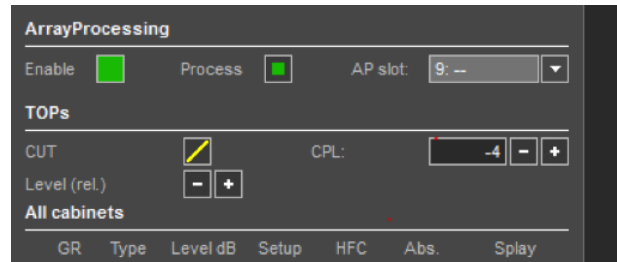 ArrayProcessing
Enable Process AP slot: 9: --
TOPs
CUT CPL: -4 - +
Level (rel.) - +
All cabinets
GR Type Level dB Setup HFC Abs. Splay